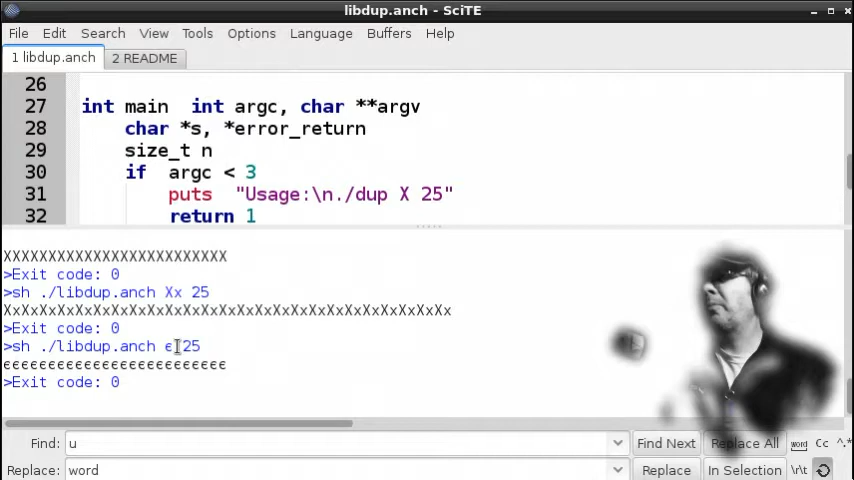 libdup.anch - SciTE
File Edit Search View Tools Options Language Buffers Help
1 libdup.anch 2 README
26
27 int main  int argc, char **argv
28 char *s, *error_return
29 size_t n
30 if  argc < 3
31 puts  "Usage:\n./dup X 25"
32 return 1
XXXXXXXXXXXXXXXXXXXXXXXXX
>Exit code: 0
>sh ./libdup.anch Xx 25
XxXxXxXxXxXxXxXxXxXxXxXxXxXxXxXxXxXxXxXxXxXxXxXxXx
>Exit code: 0
>sh ./libdup.anch є 25
єєєєєєєєєєєєєєєєєєєєєєєєє
>Exit code: 0
Find: u Find Next Replace All word Cc ^.*
Replace: word Replace In Selection \r\t